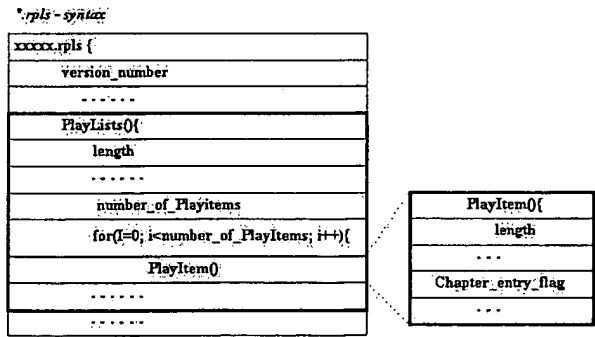 *.rpls - syntax
xxxxx.rpls {
version_number
......
PlayLists(){
length
......
number_of_Playitems
for(I=0; i<number_of_PlayItems; i++){
PlayItem()
......
......
PlayItem(){
length
...
Chapter_entry_flag
...